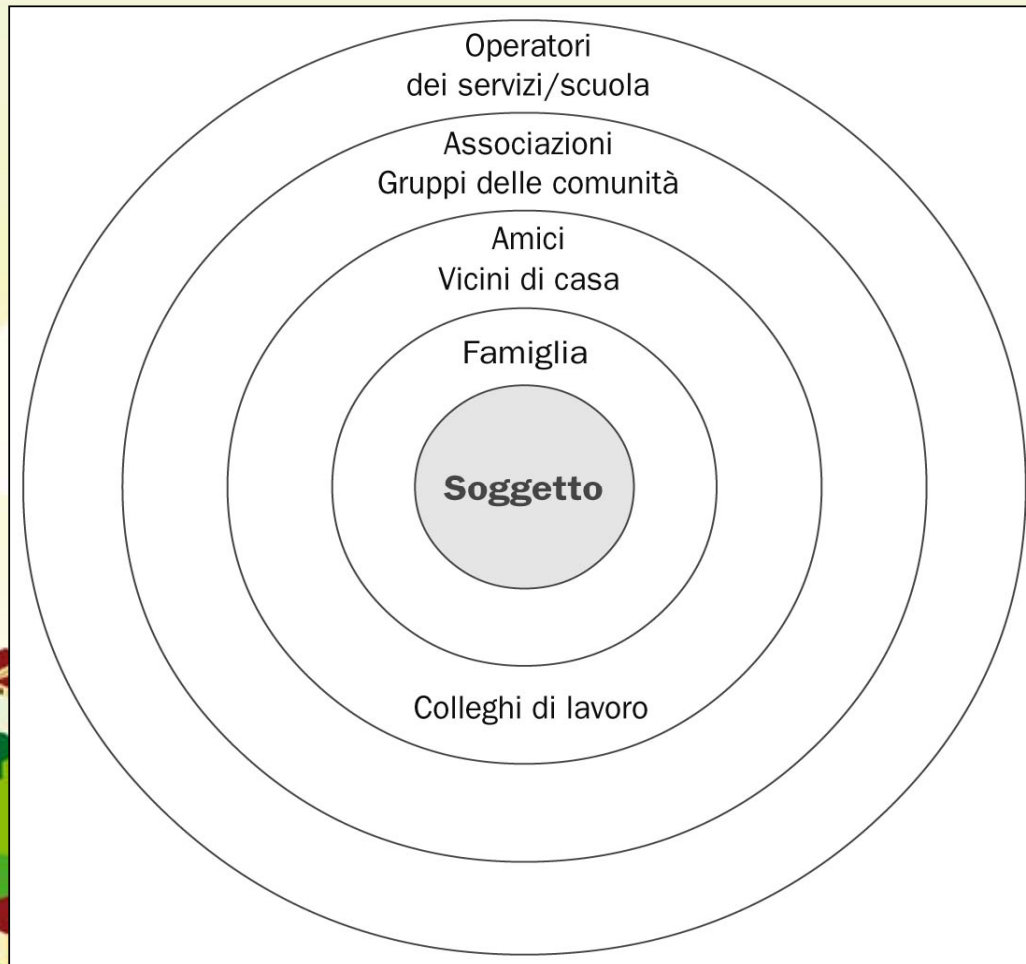 Operatori
dei servizi/scuola
Associazioni
Gruppi delle comunità
Amici
Vicini di casa
Famiglia
Soggetto
Colleghi di lavoro